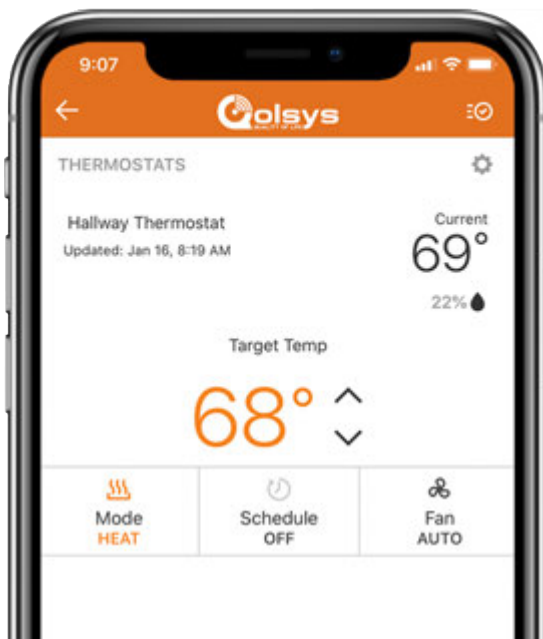 9:07
Qolsys
THERMOSTATS
Hallway Thermostat
Updated: Jan 16, 8:19 AM
Current
69°
22%
Target Temp
68°
Mode
HEAT
Schedule
OFF
Fan
AUTO